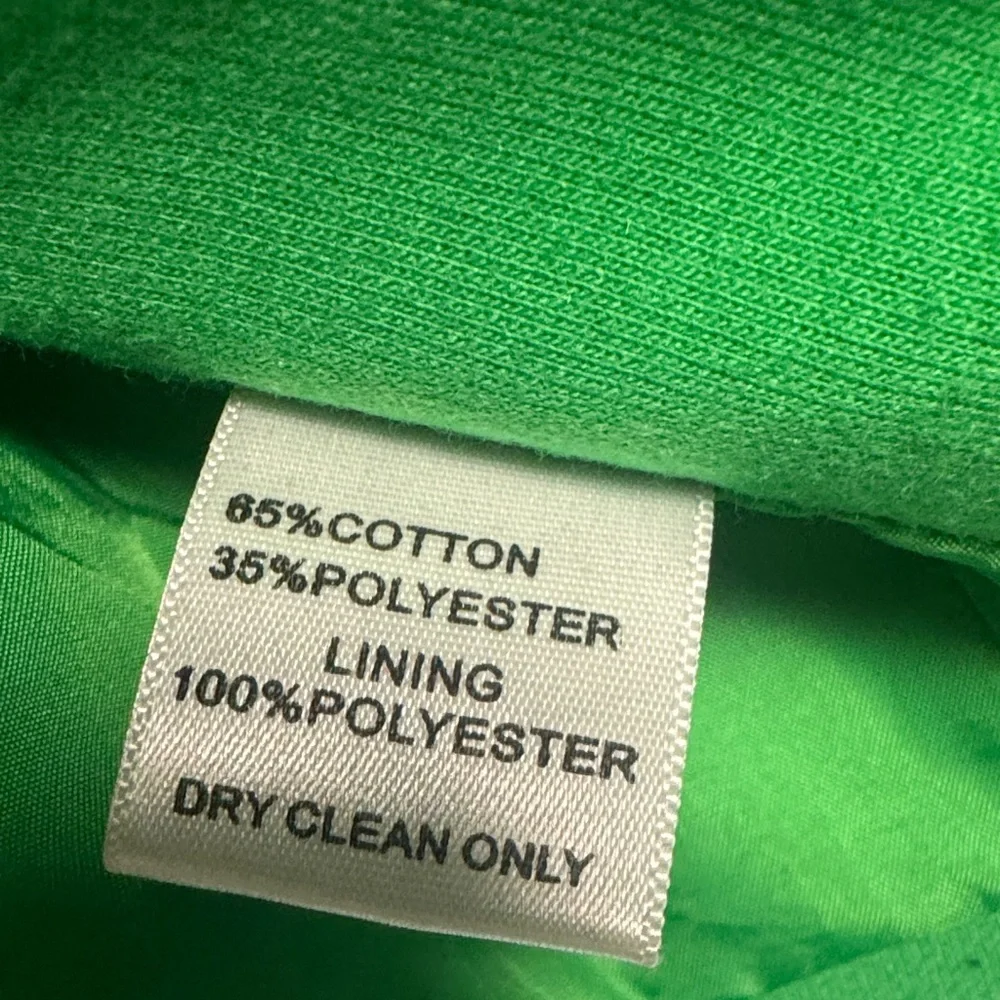 65%COTTON
35%POLYESTER
LINING
100%POLYESTER
DRY CLEAN ONLY